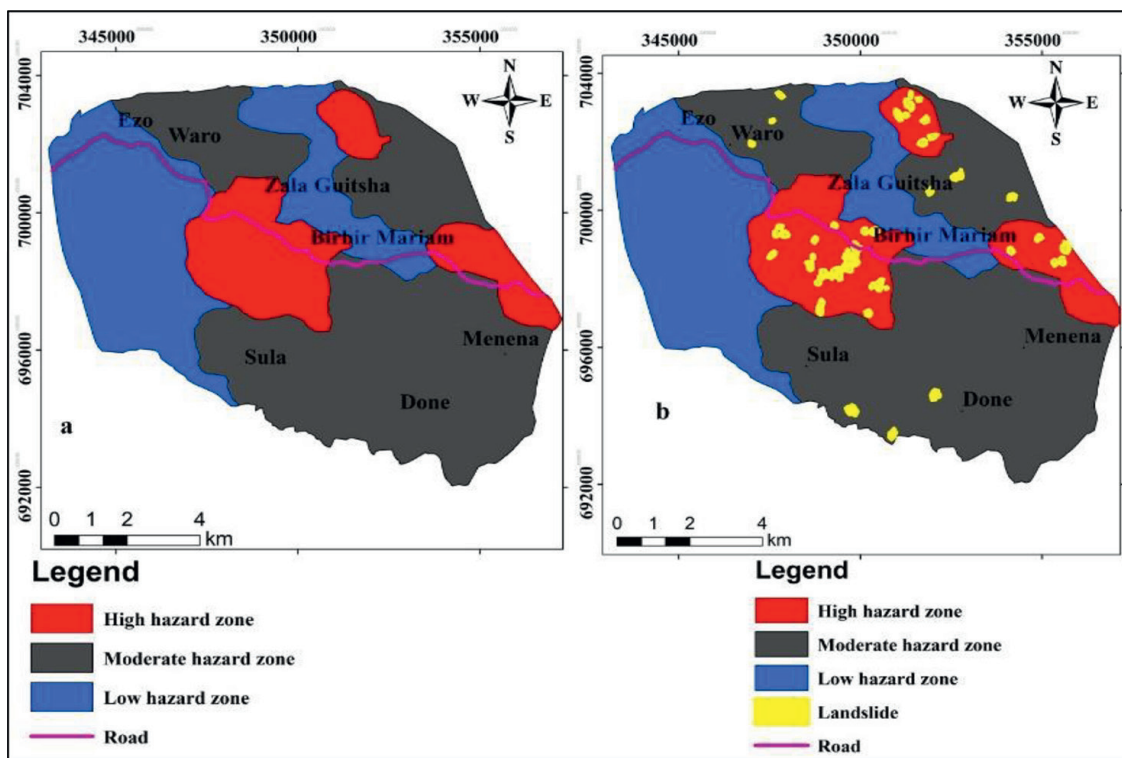 345000 350000 355000
704000
700000
696000
692000
N
W E
S
Ezo
Waro
Zala Guitsha
Birbir Mariam
Menena
Sula
Done
a
0 1 2 4
km
Legend
High hazard zone
Moderate hazard zone
Low hazard zone
Road
345000 350000 355000
704000
700000
696000
692000
N
W E
S
Ezo
Waro
Zala Guitsha
Birbir Mariam
Menena
Sula
Done
b
0 1 2 4
km
Legend
High hazard zone
Moderate hazard zone
Low hazard zone
Landslide
Road